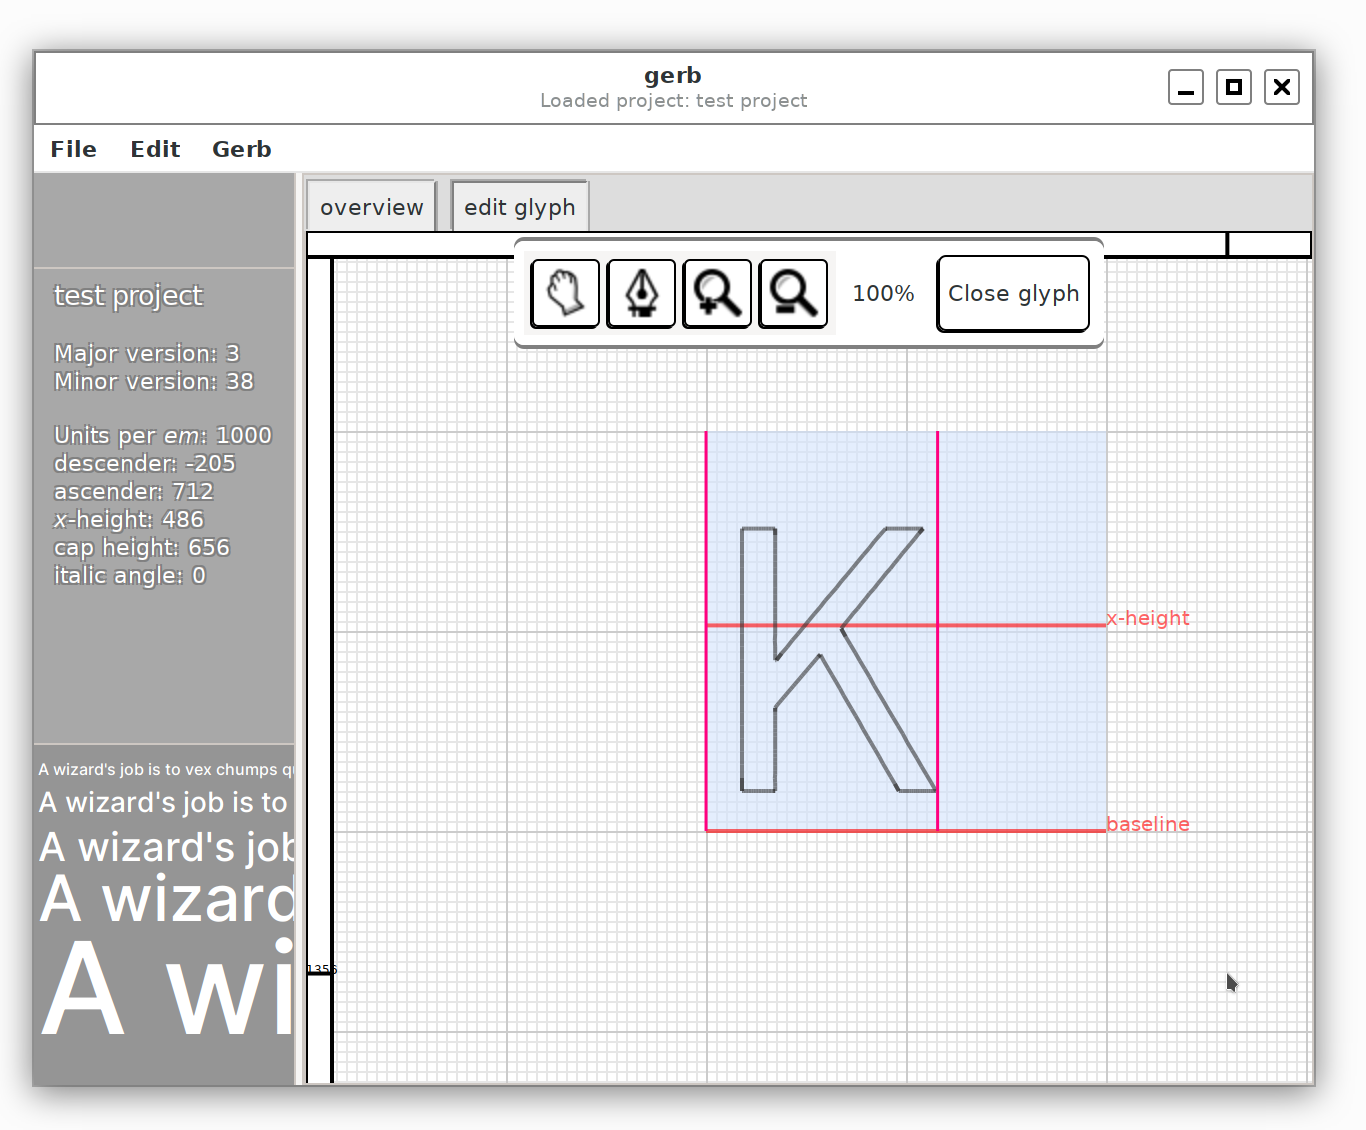 gerb
Loaded project: test project
File Edit Gerb
overview edit glyph
100% Close glyph
test project
Major version: 3
Minor version: 38
Units per em: 1000
descender: -205
ascender: 712
x-height: 486
cap height: 656
italic angle: 0
K
x-height
baseline
A wizard's job is to vex chumps
A wizard's job is to
A wizard's job
A wizard
A wi